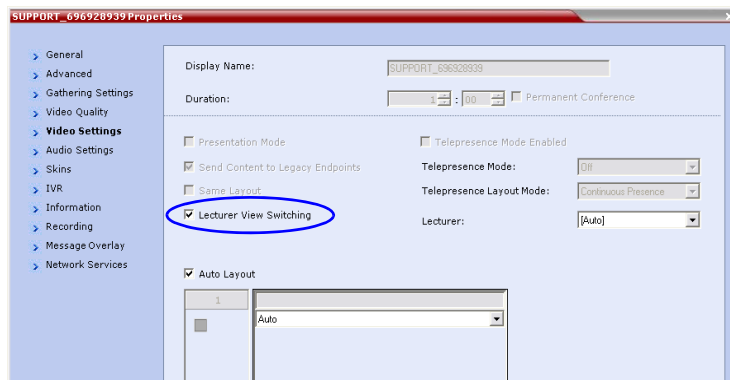 SUPPORT_696928939 Properties
General
Advanced
Gathering Settings
Video Quality
Video Settings
Audio Settings
Skins
IVR
Information
Recording
Message Overlay
Network Services
Display Name: SUPPORT_696928939
Duration: 1 : 00 Permanent Conference
Presentation Mode
Telepresence Mode Enabled
Send Content to Legacy Endpoints
Telepresence Mode: Off
Same Layout
Telepresence Layout Mode: Continuous Presence
Lecturer View Switching
Lecturer: [Auto]
Auto Layout
1
Auto